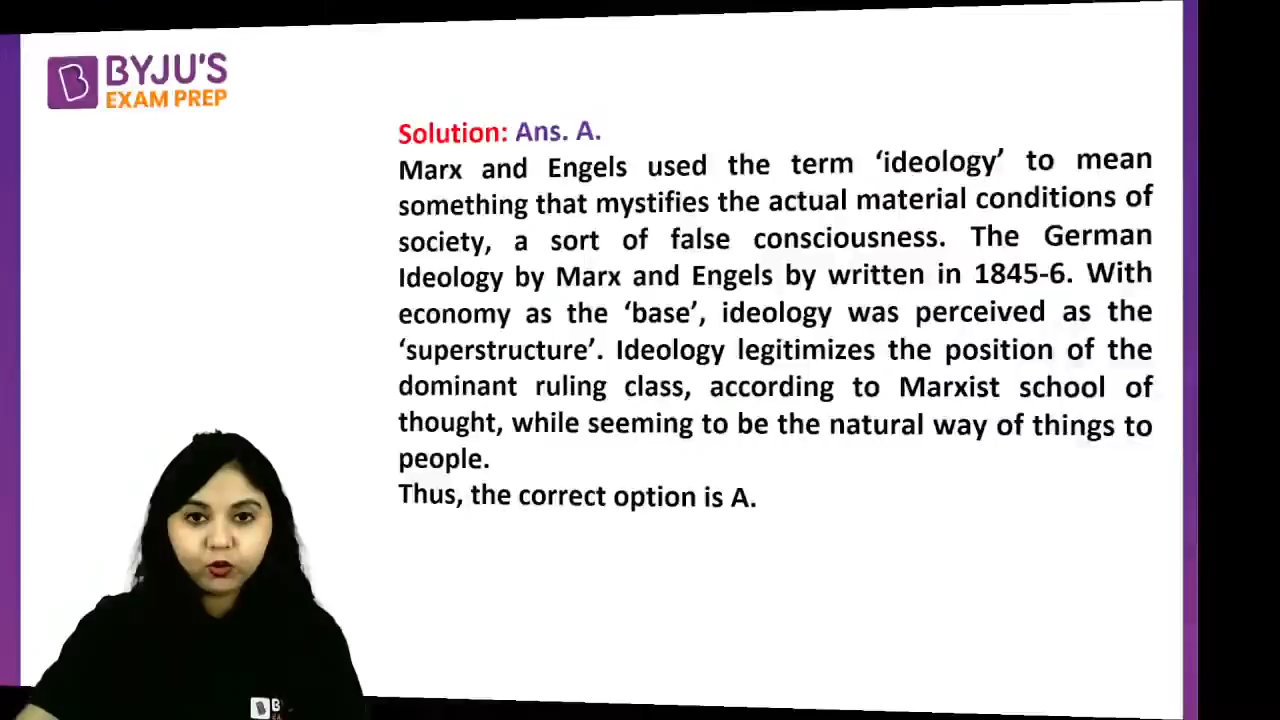 BYJU'S
EXAM PREP
Solution: Ans. A.
Marx and Engels used the term ‘ideology’ to mean
something that mystifies the actual material conditions of
society, a sort of false consciousness. The German
Ideology by Marx and Engels by written in 1845-6. With
economy as the ‘base’, ideology was perceived as the
‘superstructure’. Ideology legitimizes the position of the
dominant ruling class, according to Marxist school of
thought, while seeming to be the natural way of things to
people.
Thus, the correct option is A.